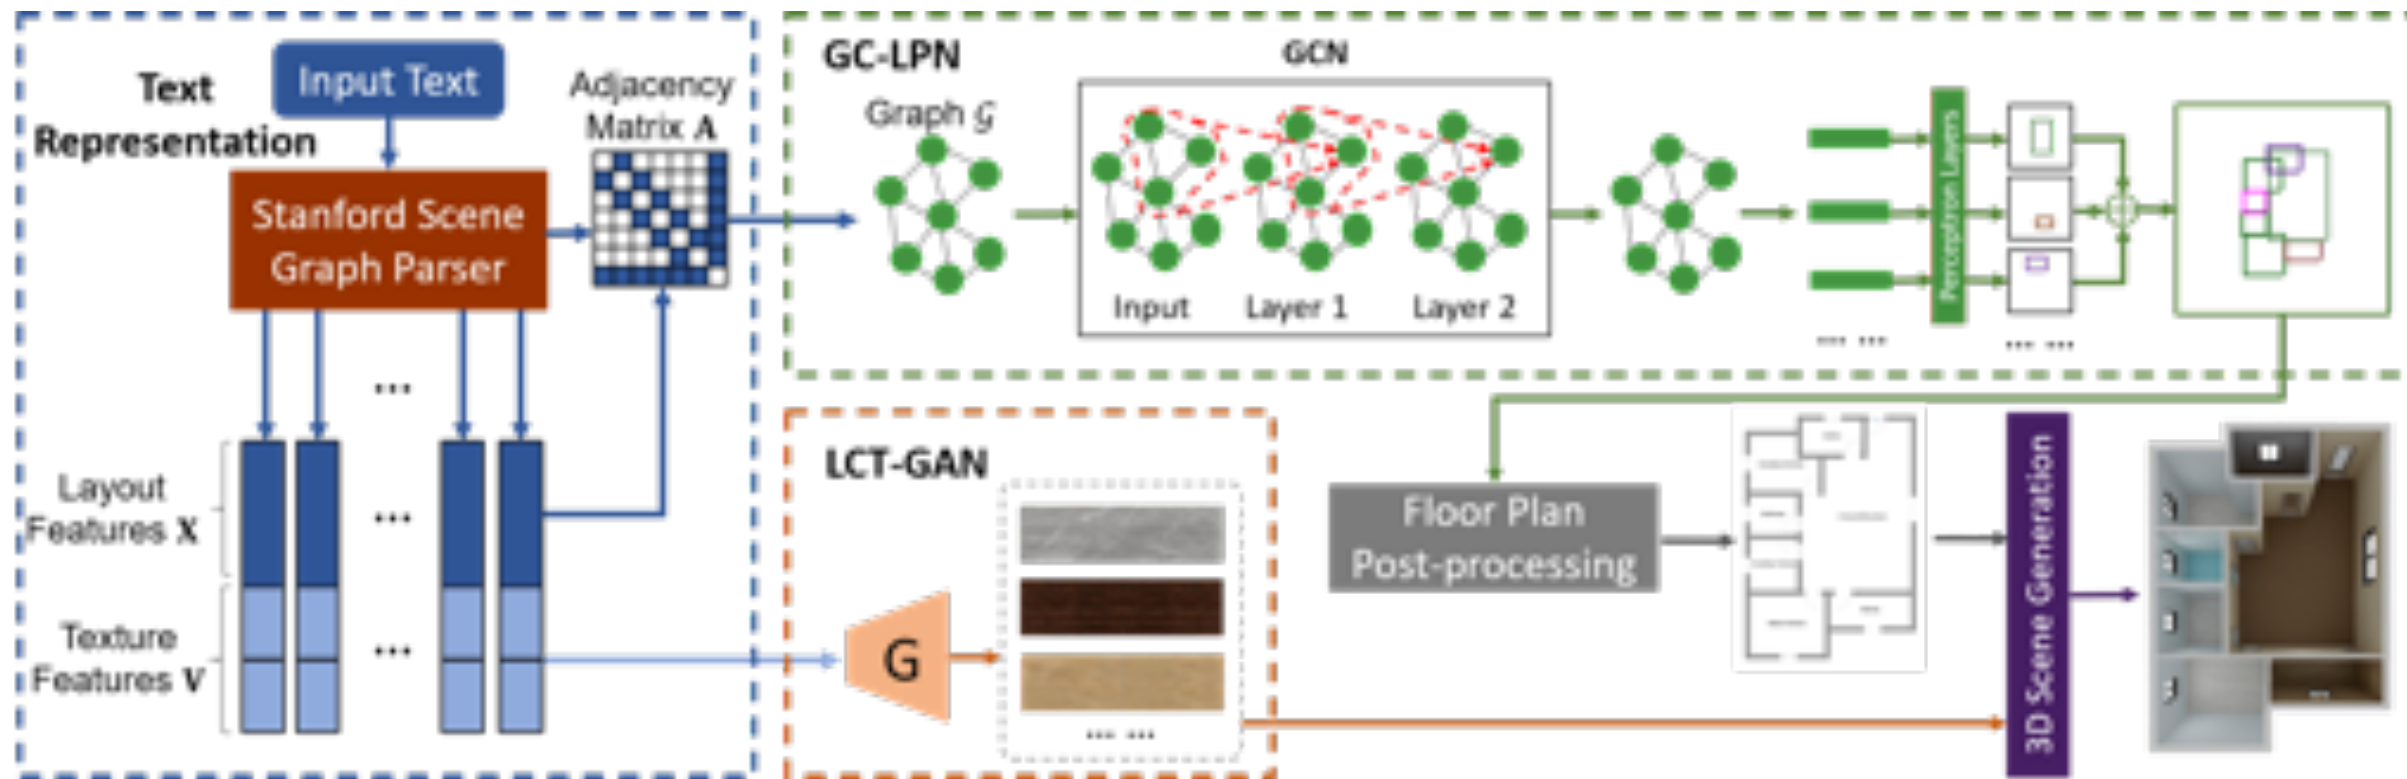 Text
Representation
Input Text
Adjacency
Matrix A
Stanford Scene
Graph Parser
...
Layout
Features X
...
Texture
Features V
...
GC-LPN
GCN
Graph 𝒢
Input
Layer 1
Layer 2
Perceptron Layers
... ...
... ...
LCT-GAN
G
... ...
Floor Plan
Post-processing
3D Scene Generation